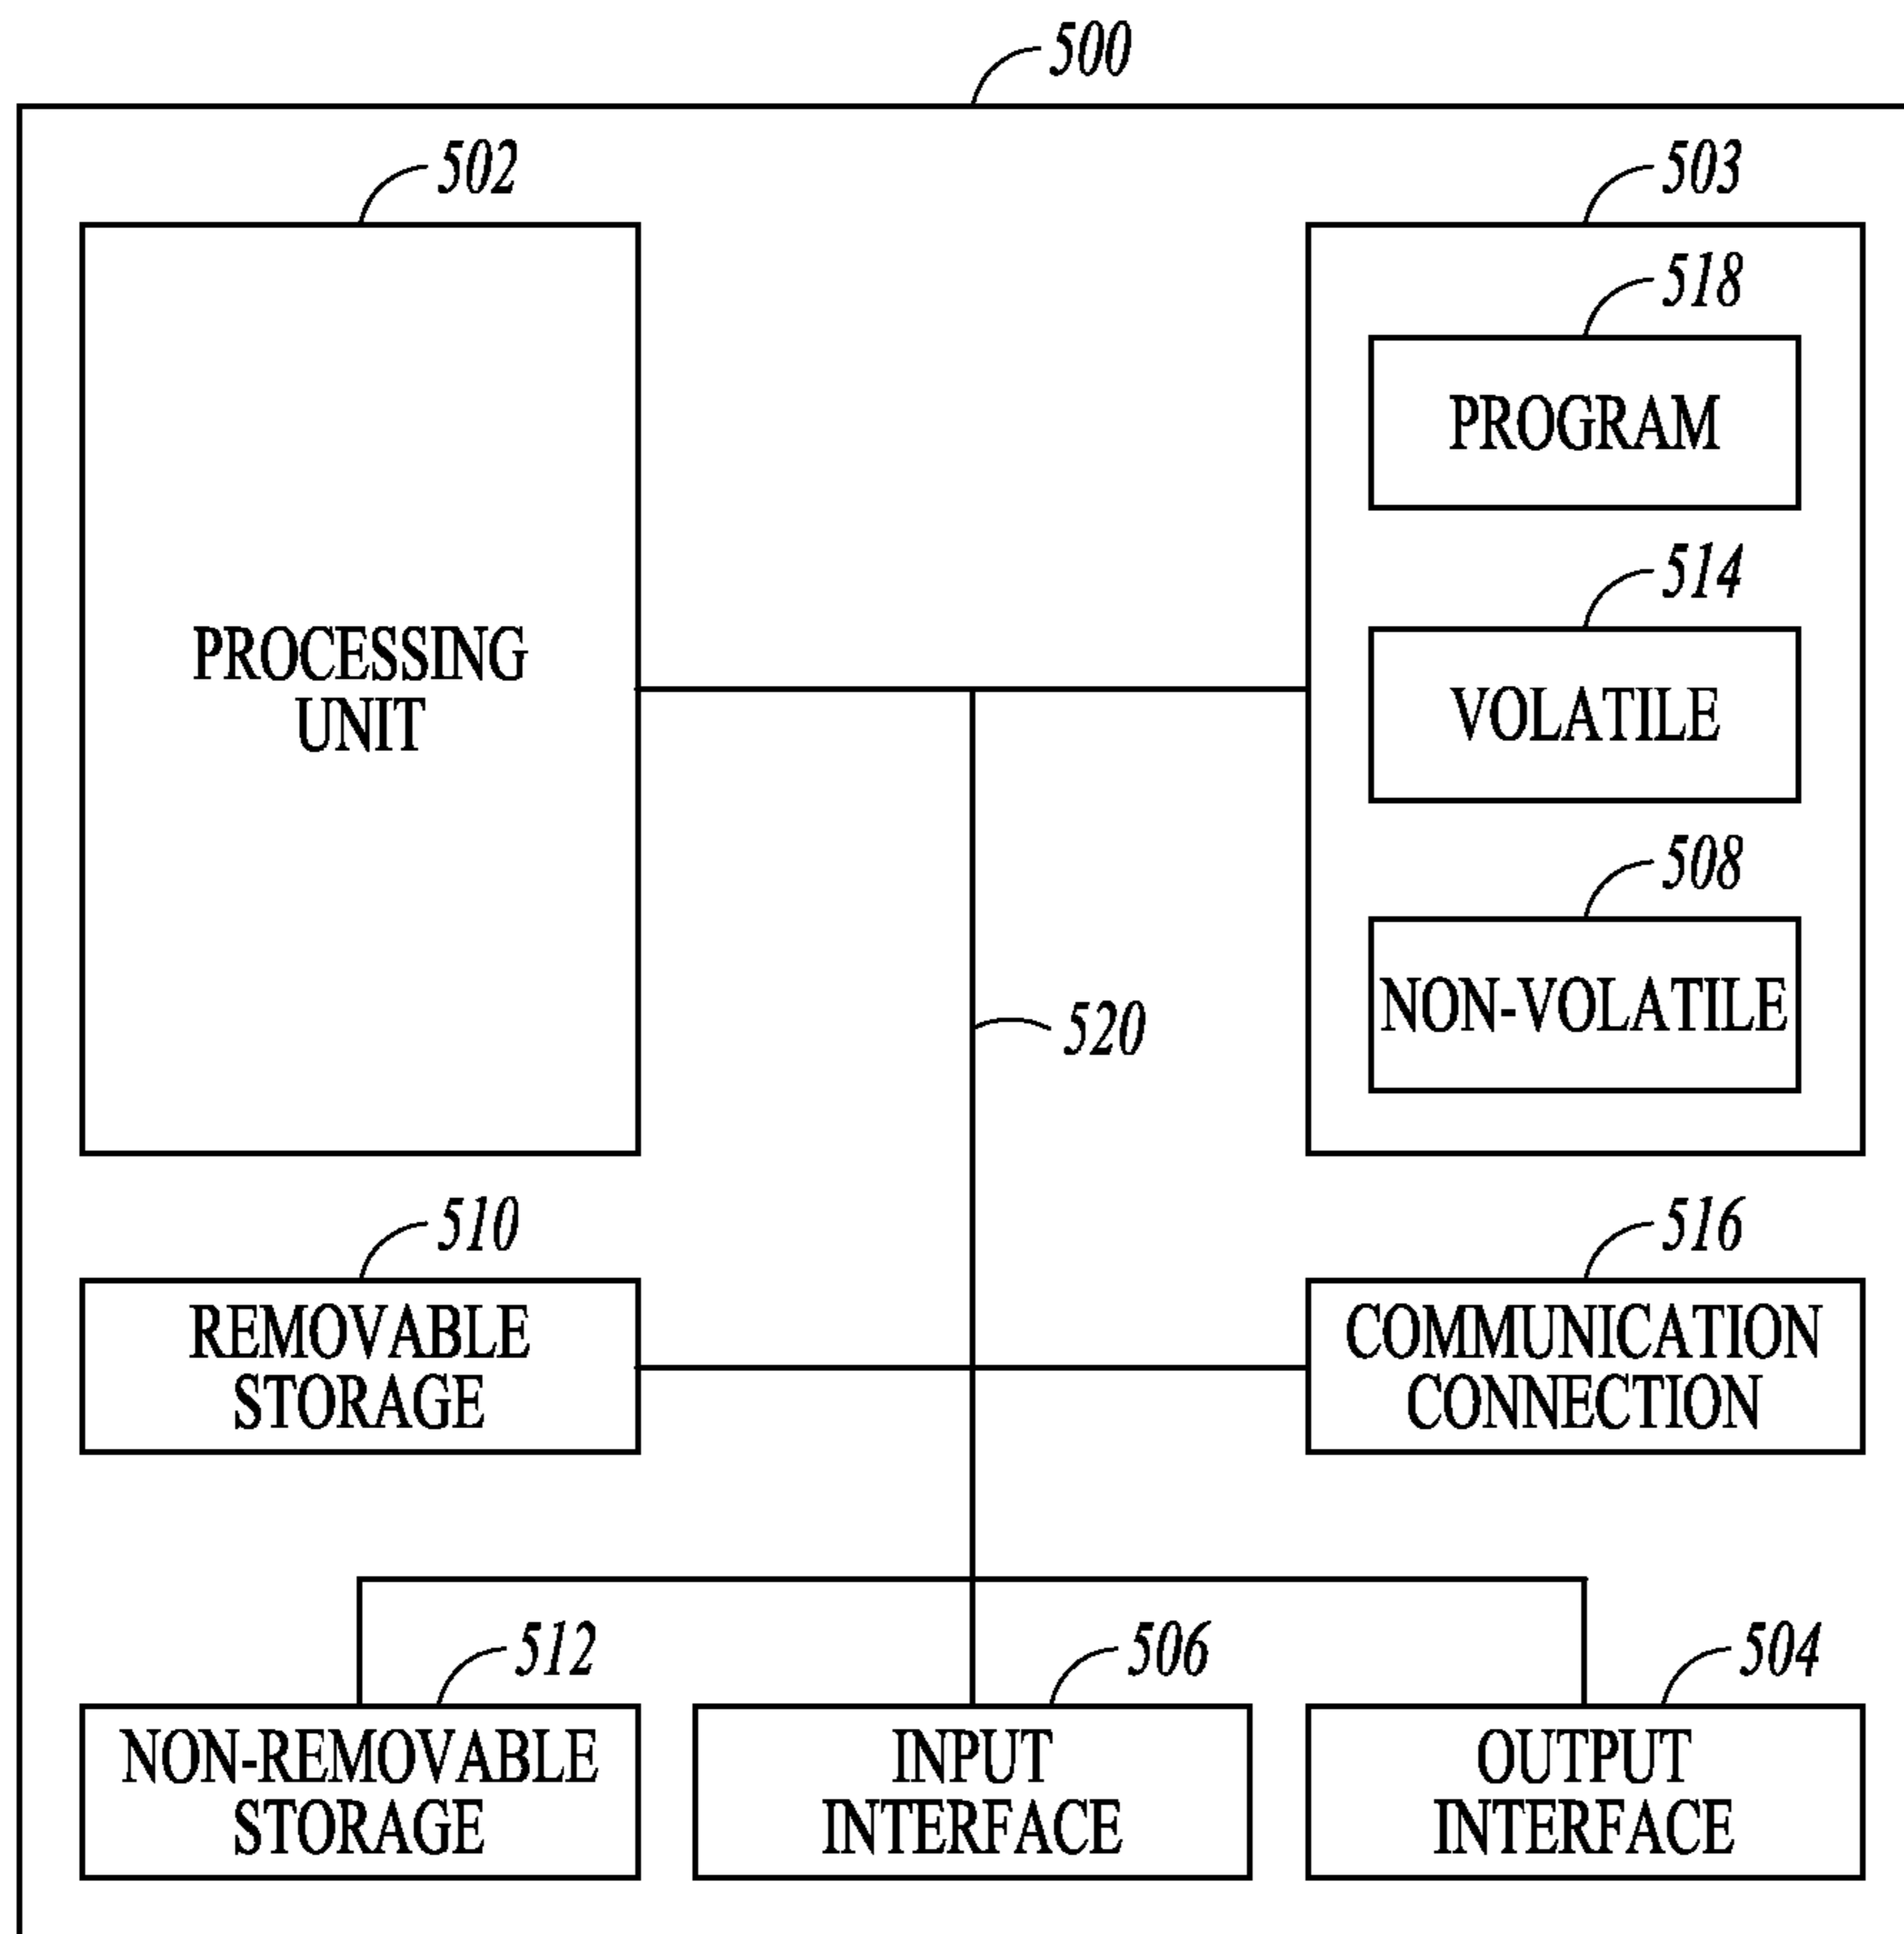 500
502
503
518
PROGRAM
514
PROCESSING
UNIT
VOLATILE
508
NON-VOLATILE
520
510
516
REMOVABLE
STORAGE
COMMUNICATION
CONNECTION
512
506
504
NON-REMOVABLE
STORAGE
INPUT
INTERFACE
OUTPUT
INTERFACE